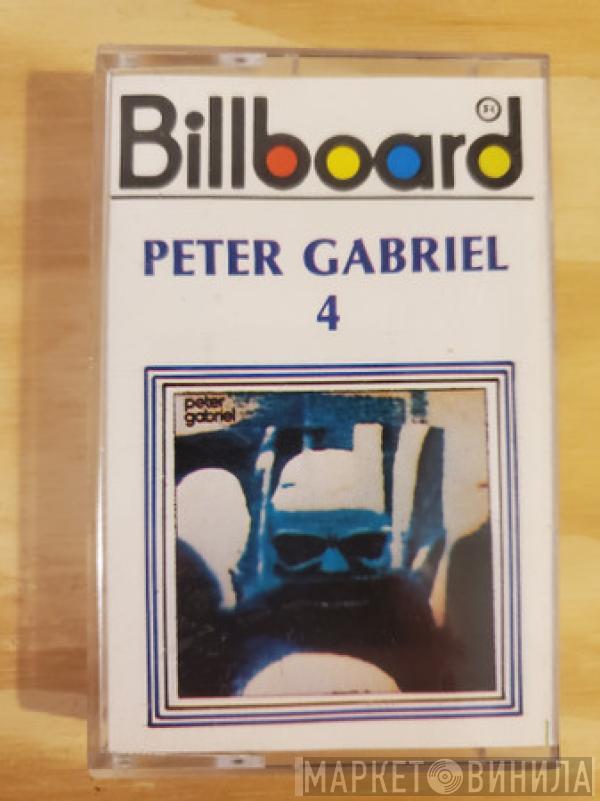 Billboard
PETER GABRIEL
4
peter
gabriel
МАРКЕТ ВИНИЛА